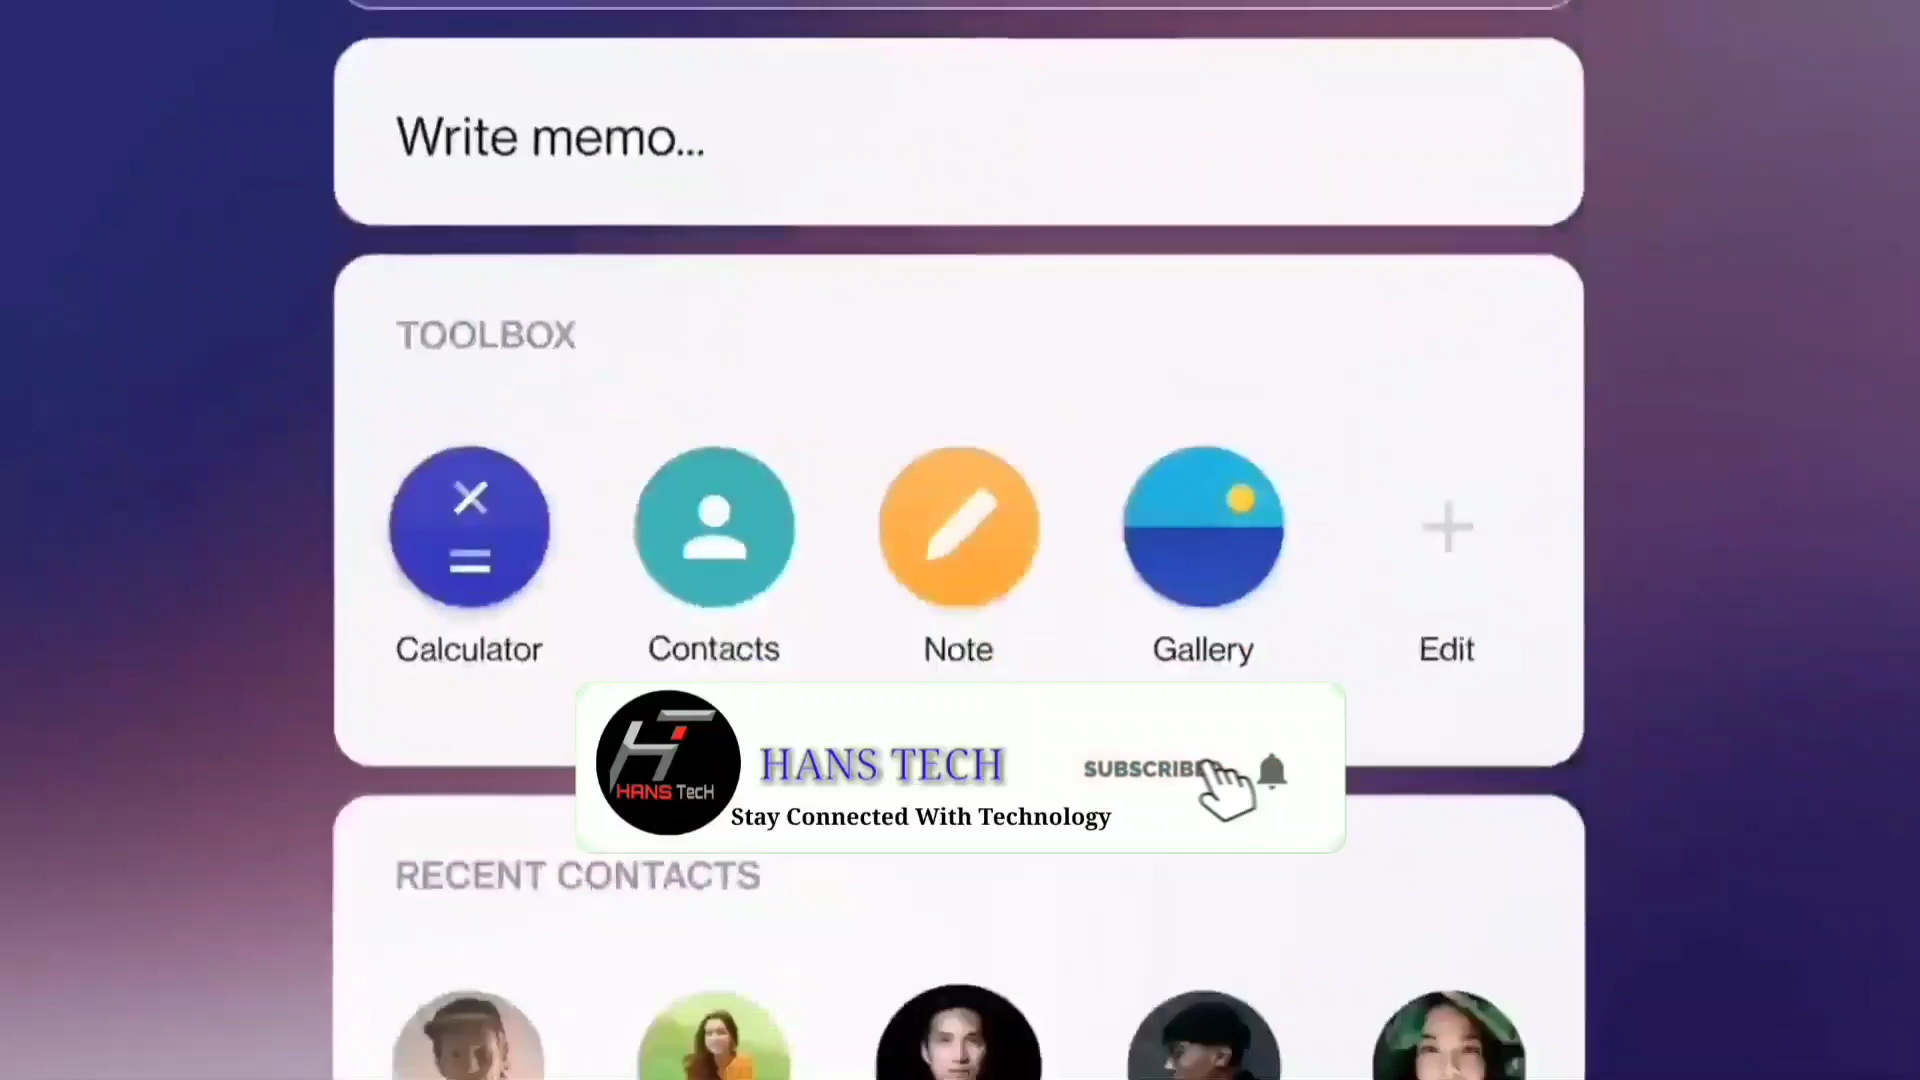 Write memo...
TOOLBOX
Calculator
Contacts
Note
Gallery
Edit
HANS TecH
HANS TECH
SUBSCRIBE
Stay Connected With Technology
RECENT CONTACTS